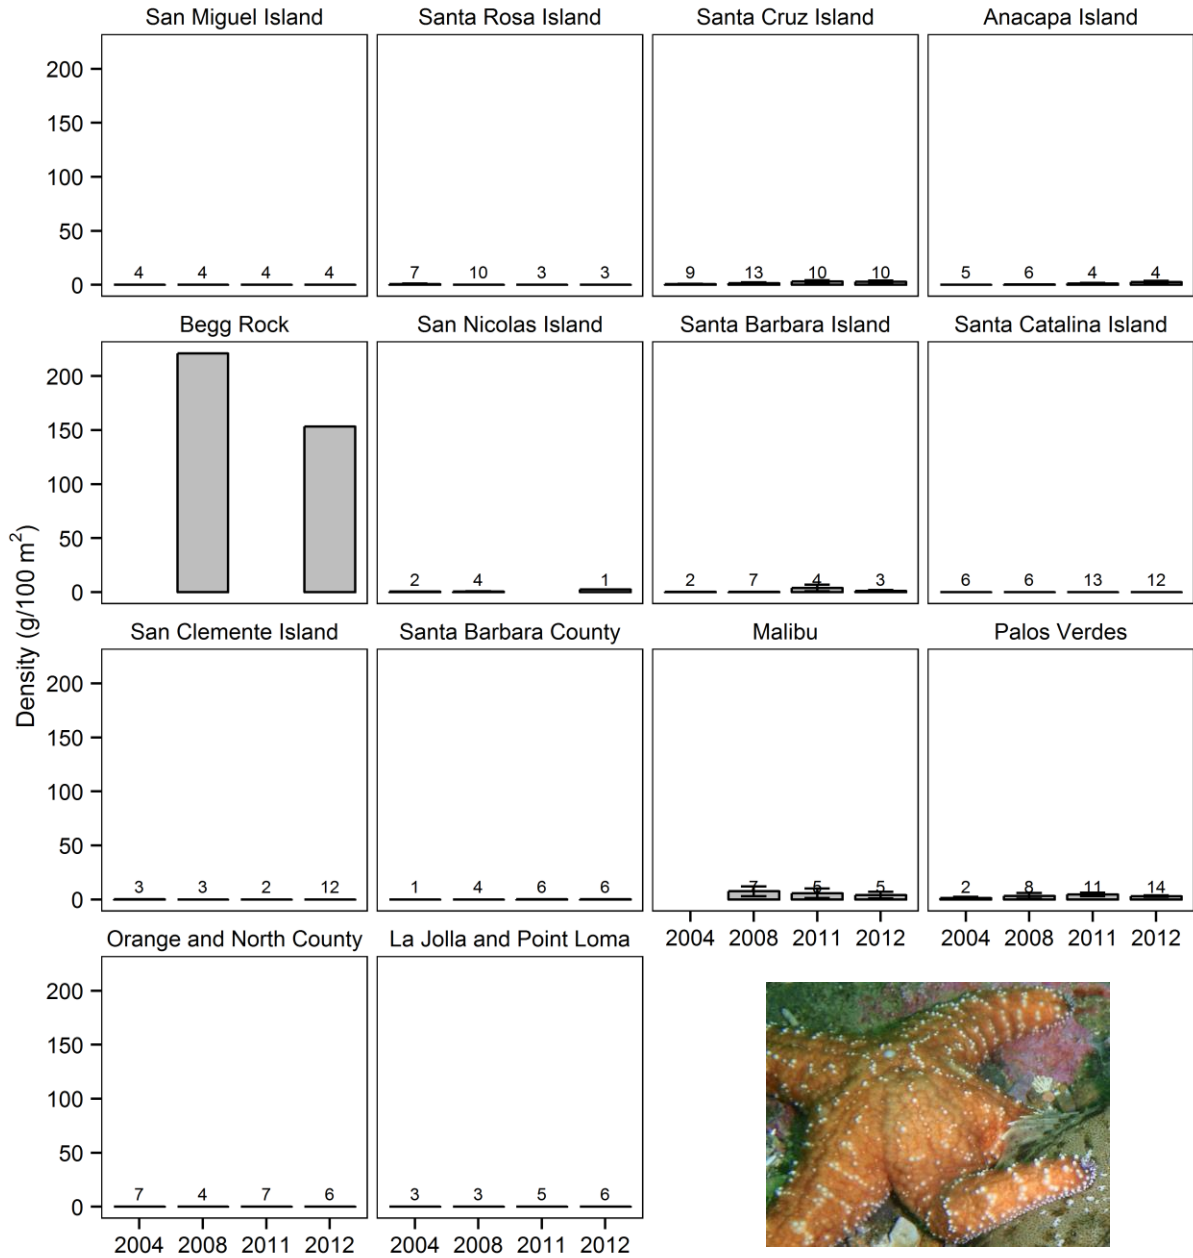 San Miguel Island Santa Rosa Island Santa Cruz Island Anacapa Island
200
150
100
50
0
4 4 4 4 7 10 3 3 9 13 10 10 5 6 4 4
Begg Rock San Nicolas Island Santa Barbara Island Santa Catalina Island
200
150
100
50
0
2 4 1 2 7 4 3 6 6 13 12
Density (g/100 m²)
San Clemente Island Santa Barbara County Malibu Palos Verdes
200
150
100
50
0
3 3 2 12 1 4 6 6 7 5 2 8 11 14
2004 2008 2011 2012 2004 2008 2011 2012
Orange and North County La Jolla and Point Loma
200
150
100
50
0
7 4 7 6 3 3 5 6
2004 2008 2011 2012 2004 2008 2011 2012